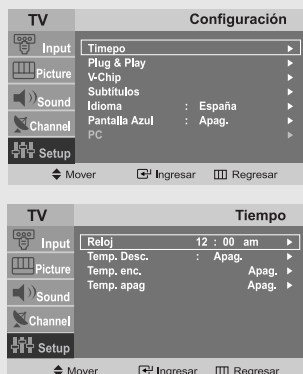 TV Configuración
Input
Picture
Sound
Channel
Setup
Timepo
Plug & Play
V-Chip
Subtítulos
Idioma : España
Pantalla Azul : Apag.
PC
Mover Ingresar Regresar
TV Tiempo
Input
Picture
Sound
Channel
Setup
Reloj 12 : 00 am
Temp. Desc. : Apag.
Temp. enc. Apag.
Temp. apag Apag.
Mover Ingresar Regresar